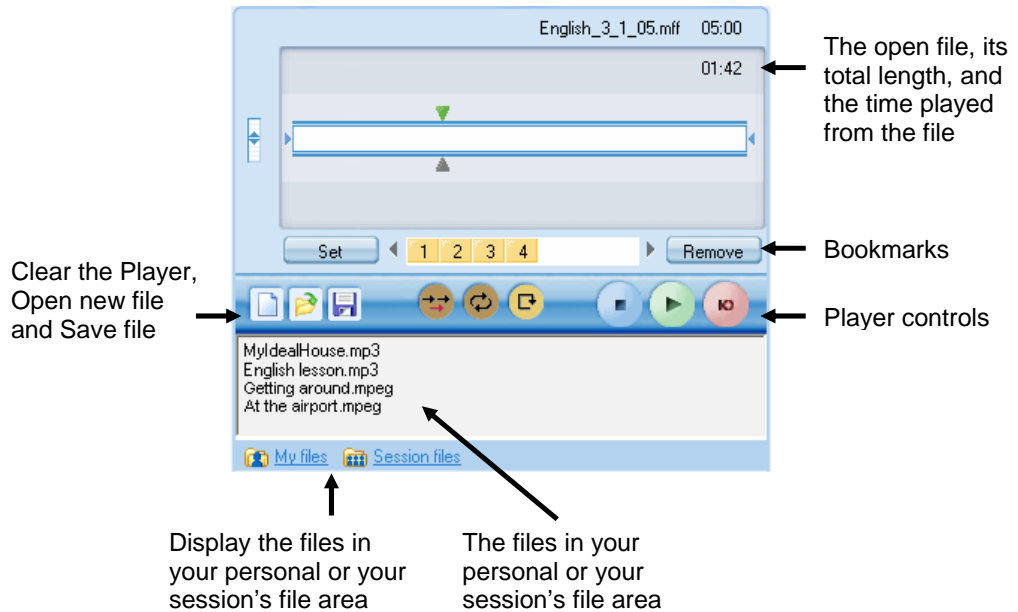 English_3_1_05.mff 05:00
01:42
The open file, its
total length, and
the time played
from the file
Set 1 2 3 4 Remove
Bookmarks
Clear the Player,
Open new file
and Save file
Player controls
MyIdealHouse.mp3
English lesson.mp3
Getting around.mpeg
At the airport.mpeg
My files Session files
Display the files in
your personal or your
session's file area
The files in your
personal or your
session's file area